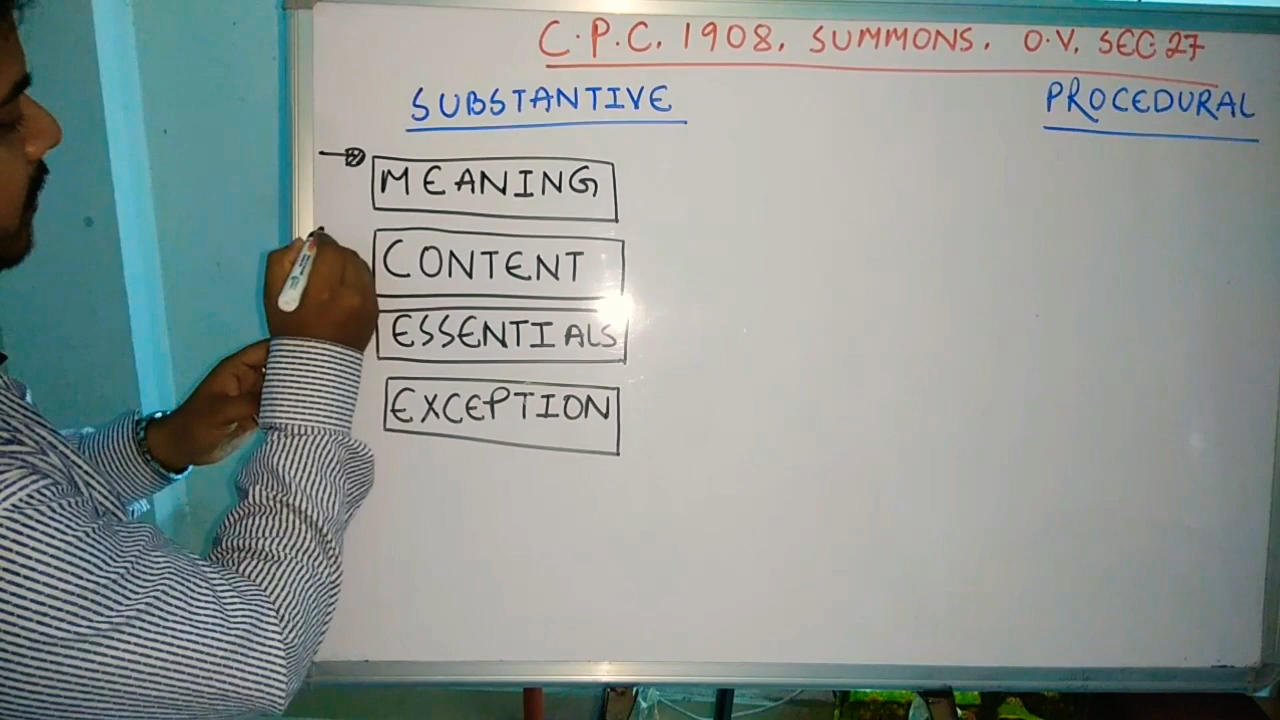 C.P.C. 1908. SUMMONS. O.V. SEC 27
SUBSTANTIVE PROCEDURAL
MEANING
CONTENT
ESSENTIALS
EXCEPTION